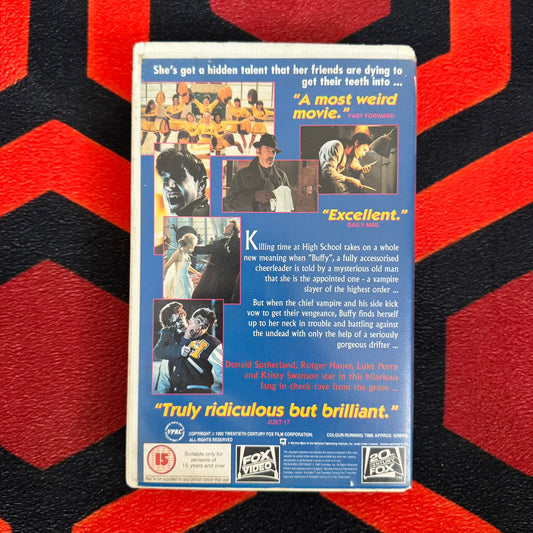 She's got a hidden talent that her friends are dying to
get their teeth into ...
"A most weird
movie."
FAST FORWARD
"Excellent."
DAILY MAIL
Killing time at High School takes on a whole
new meaning when "Buffy", a fully accessorised
cheerleader is told by a mysterious old man
that she is the appointed one - a vampire
slayer of the highest order ...
But when the chief vampire and his side kick
vow to get their vengeance, Buffy finds herself
up to her neck in trouble and battling against
the undead with only the help of a seriously
gorgeous drifter ...
Donald Sutherland, Rutger Hauer, Luke Perry
and Kristy Swanson star in this hilarious
fang in cheek rave from the grave ...
"Truly ridiculous but brilliant."
JUST 17
VPRC
COPYRIGHT © 1992 TWENTIETH CENTURY FOX FILM CORPORATION.
ALL RIGHTS RESERVED
COLOUR/RUNNING TIME APPROX.
15
Suitable only for
persons of
15 years and over
FOX
VIDEO
20th
CENTURY
FOX